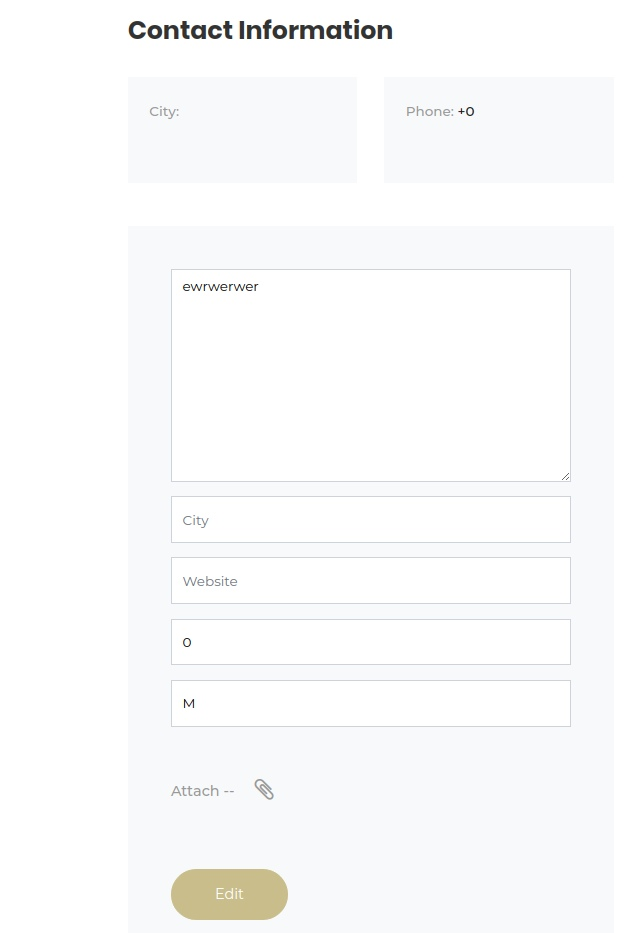 Contact Information
City:
Phone: +0
ewrwerwer
City
Website
0
M
Attach --
Edit